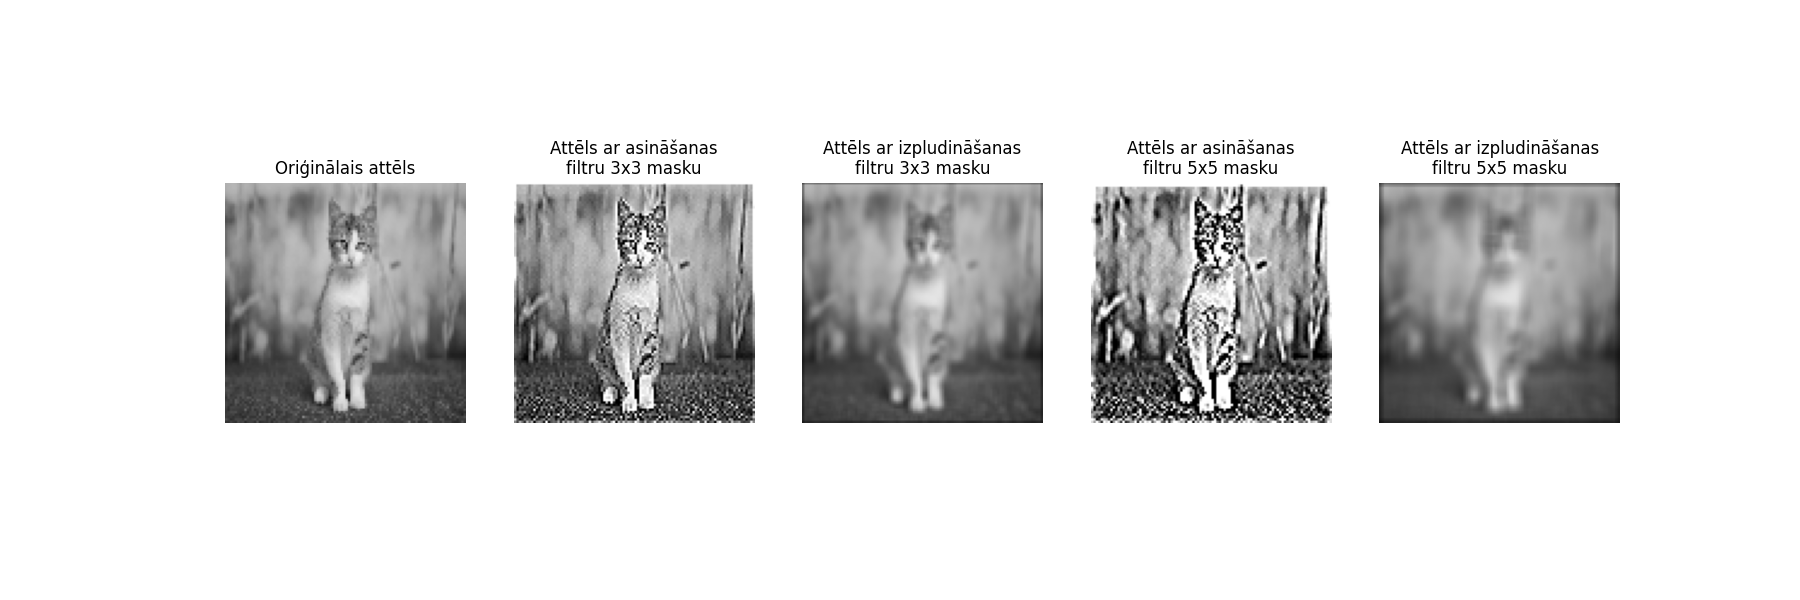 Oriģinālais attēls
Attēls ar asināšanas
filtru 3x3 masku
Attēls ar izpludināšanas
filtru 3x3 masku
Attēls ar asināšanas
filtru 5x5 masku
Attēls ar izpludināšanas
filtru 5x5 masku